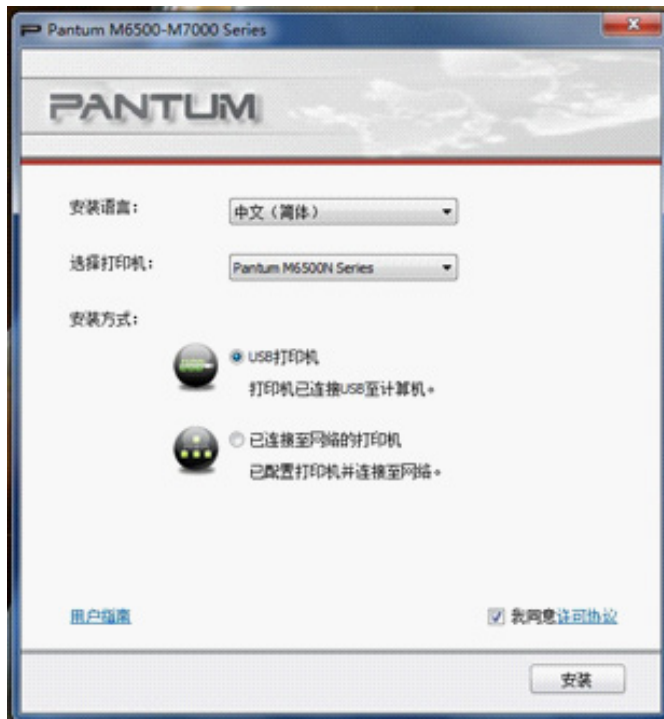 Pantum M6500-M7000 Series
PANTUM
安装语言：
中文（简体）
选择打印机：
Pantum M6500N Series
安装方式：
USB打印机
打印机已连接USB至计算机。
已连接至网络的打印机
已配置打印机并连接至网络。
用户指南
我同意许可协议
安装